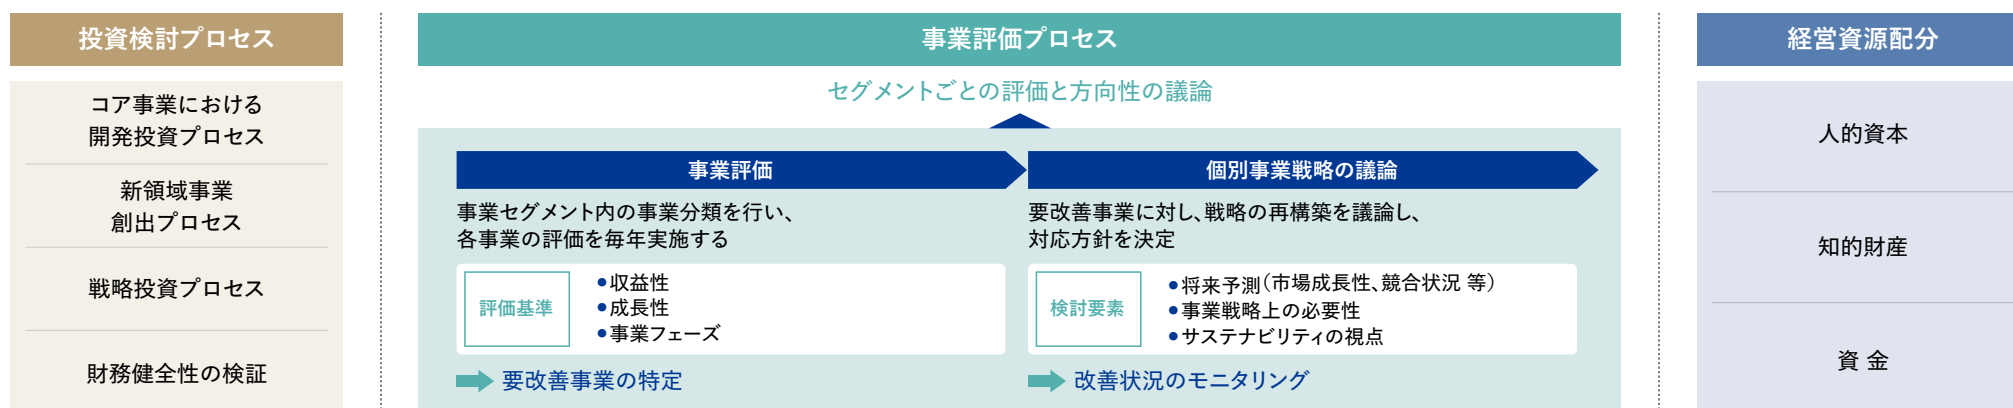 投資検討プロセス
コア事業における
開発投資プロセス
新領域事業
創出プロセス
戦略投資プロセス
財務健全性の検証
事業評価プロセス
セグメントごとの評価と方向性の議論
事業評価
事業セグメント内の事業分類を行い、
各事業の評価を毎年実施する
評価基準
●収益性
●成長性
●事業フェーズ
要改善事業の特定
個別事業戦略の議論
要改善事業に対し、戦略の再構築を議論し、
対応方針を決定
検討要素
●将来予測（市場成長性、競合状況 等）
●事業戦略上の必要性
●サステナビリティの視点
改善状況のモニタリング
経営資源配分
人的資本
知的財産
資 金